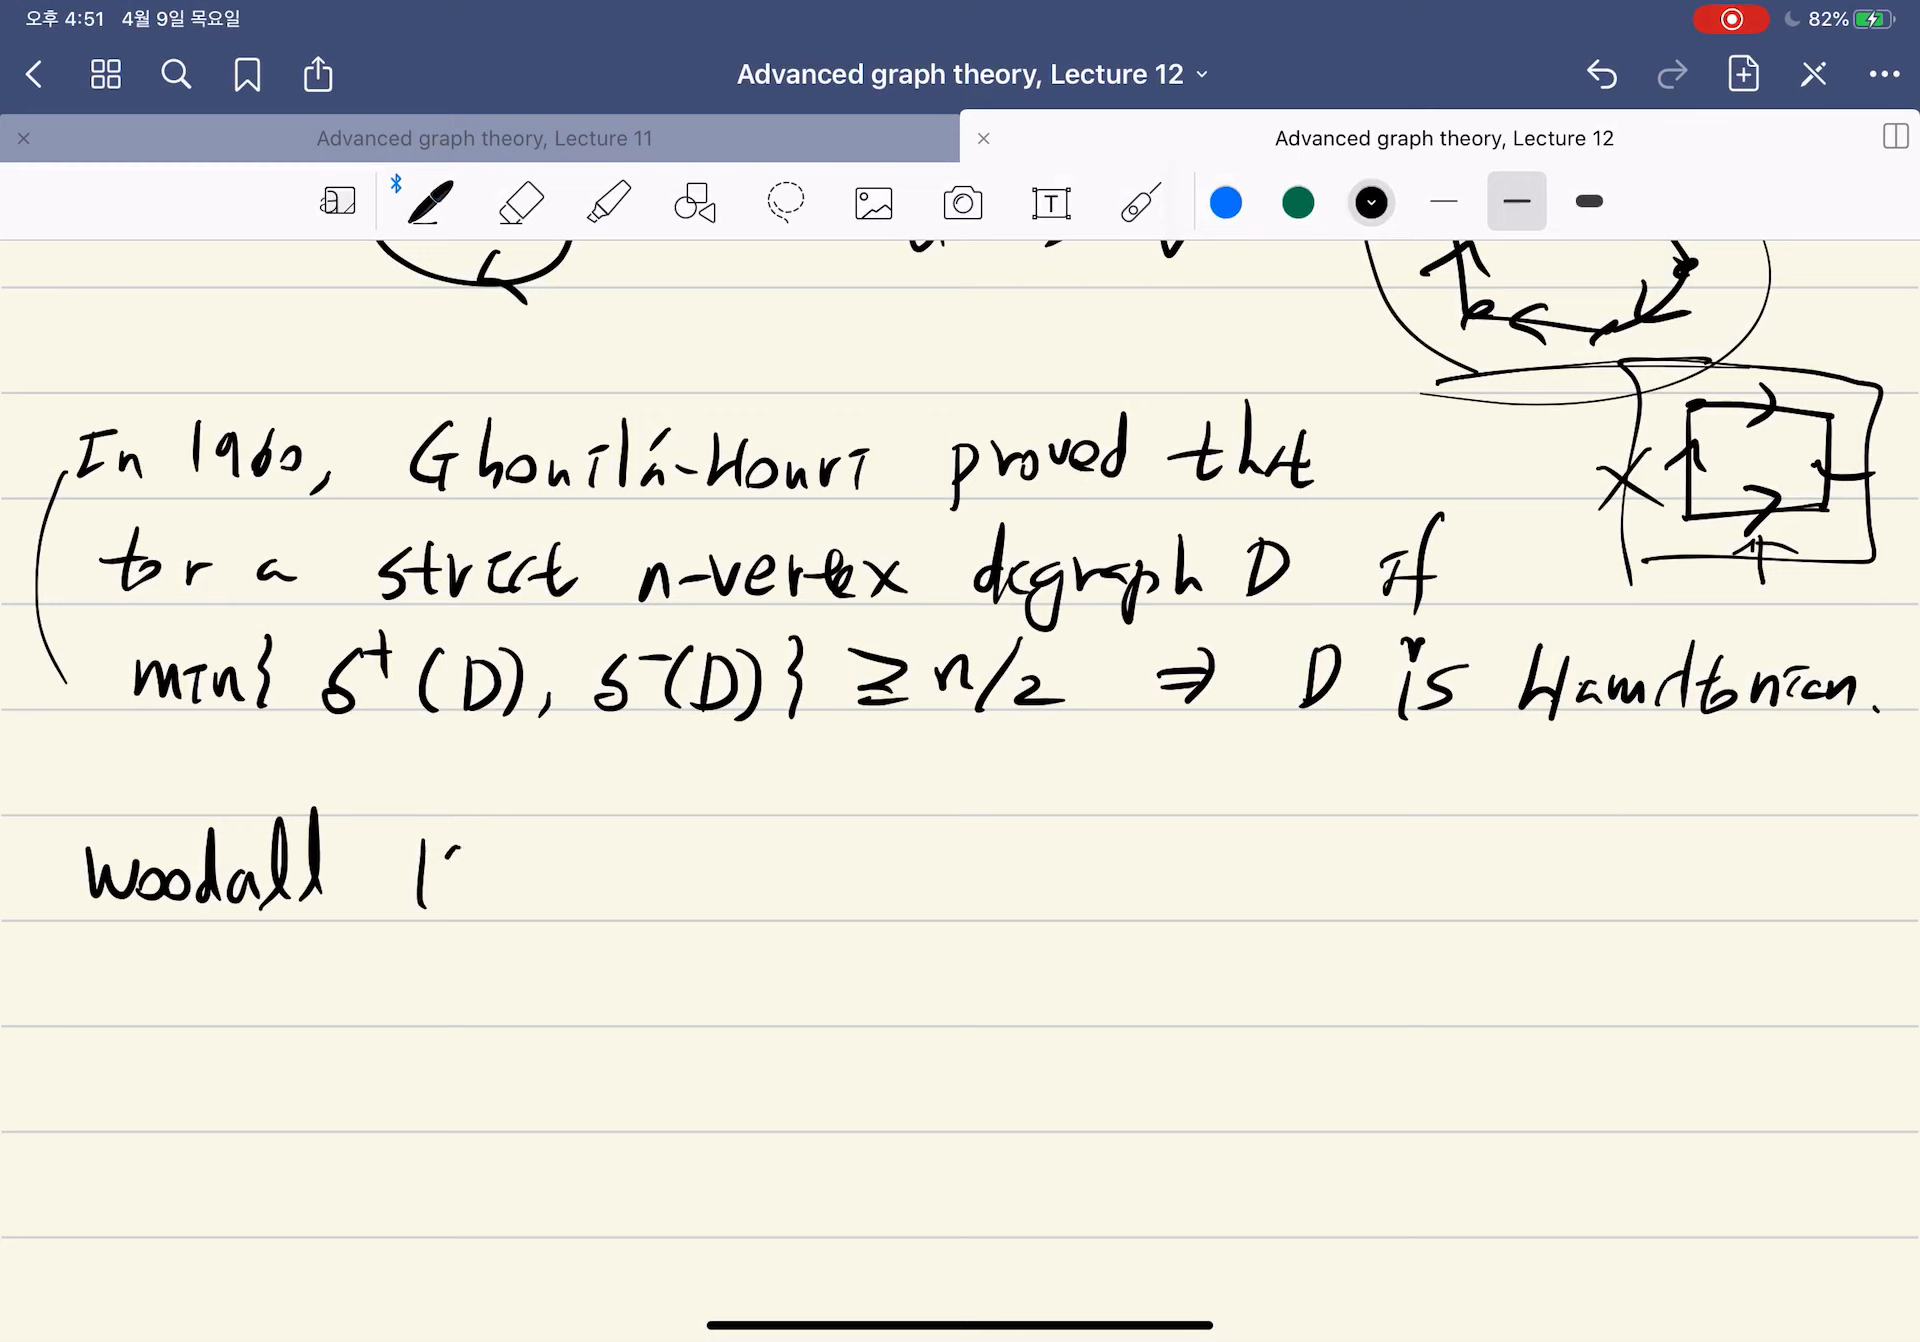 오후 4:51 4월 9일 목요일
82%
Advanced graph theory, Lecture 12
Advanced graph theory, Lecture 11
Advanced graph theory, Lecture 12
In 1960, Ghouilá-Houri proved that
for a strict n-vertex digraph D if
min{ δ⁺(D), δ⁻(D)} ≥ n/2 ⇒ D is Hamiltonian.
Woodall